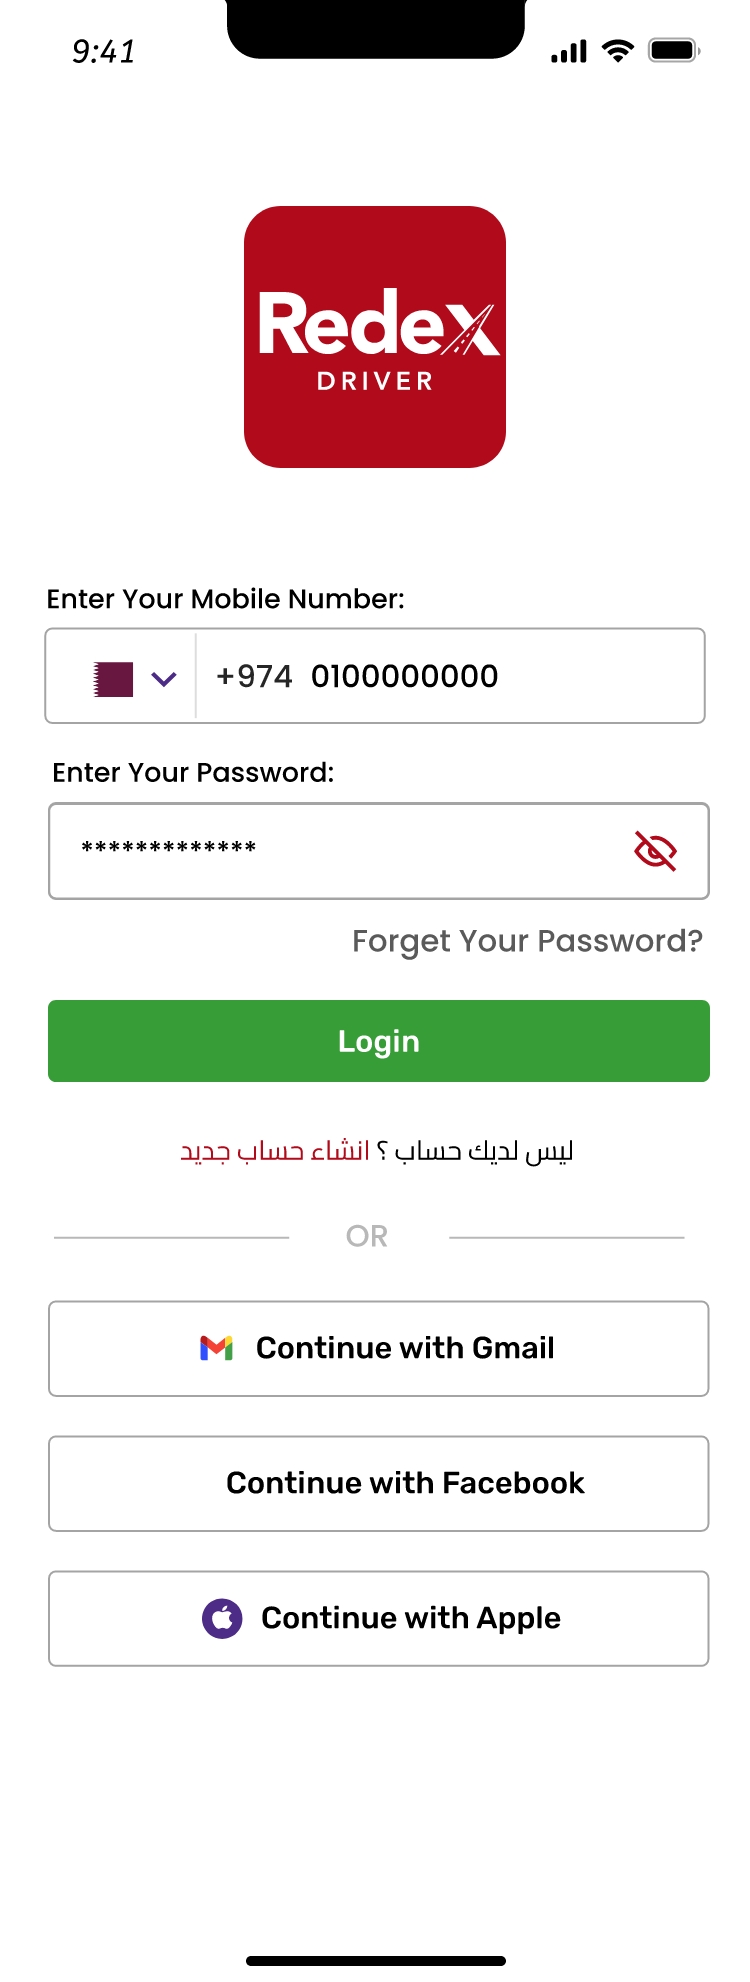 9:41
Redex
DRIVER
Enter Your Mobile Number:
+974 0100000000
Enter Your Password:
*************
Forget Your Password?
Login
ليس لديك حساب ؟ انشاء حساب جديد
OR
Continue with Gmail
Continue with Facebook
Continue with Apple